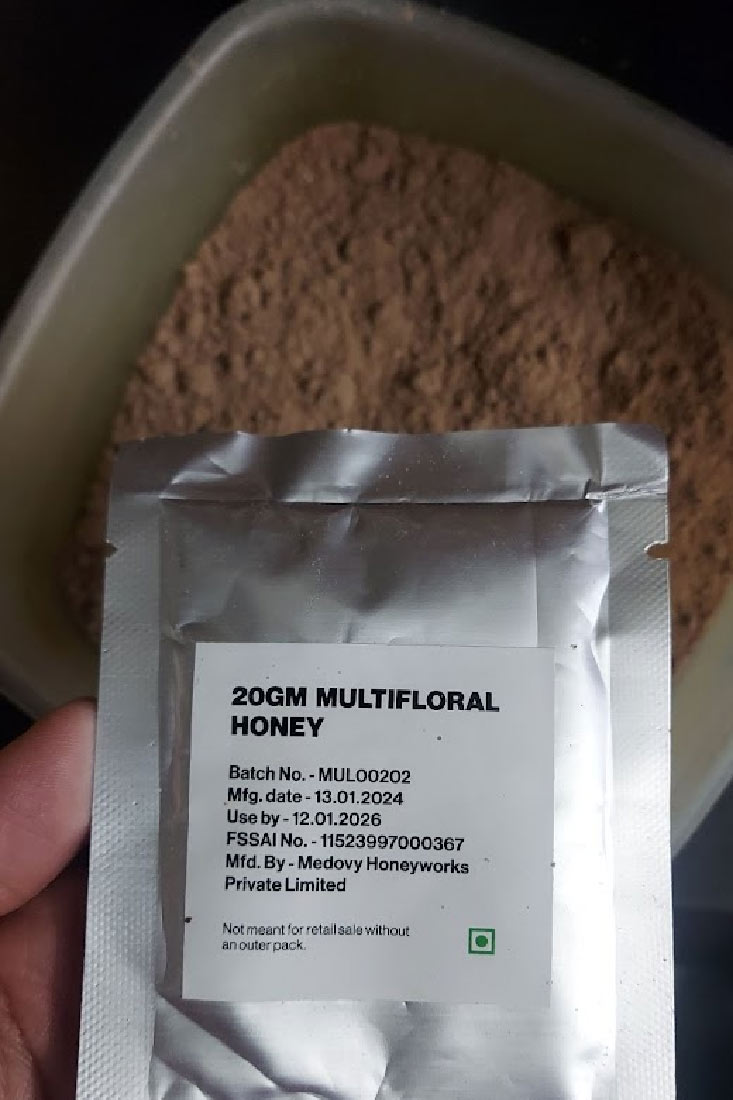 20GM MULTIFLORAL
HONEY
Batch No. - MUL00202
Mfg. date - 13.01.2024
Use by - 12.01.2026
FSSAI No. - 11523997000367
Mfd. By - Medovy Honeyworks
Private Limited
Not meant for retail sale without
an outer pack.